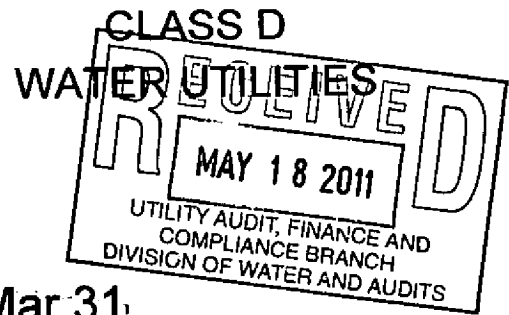 CLASS D
WATER UTILITIES
RECEIVED
MAY 18 2011
UTILITY AUDIT, FINANCE AND
COMPLIANCE BRANCH
DIVISION OF WATER AND AUDITS
Mar 31,